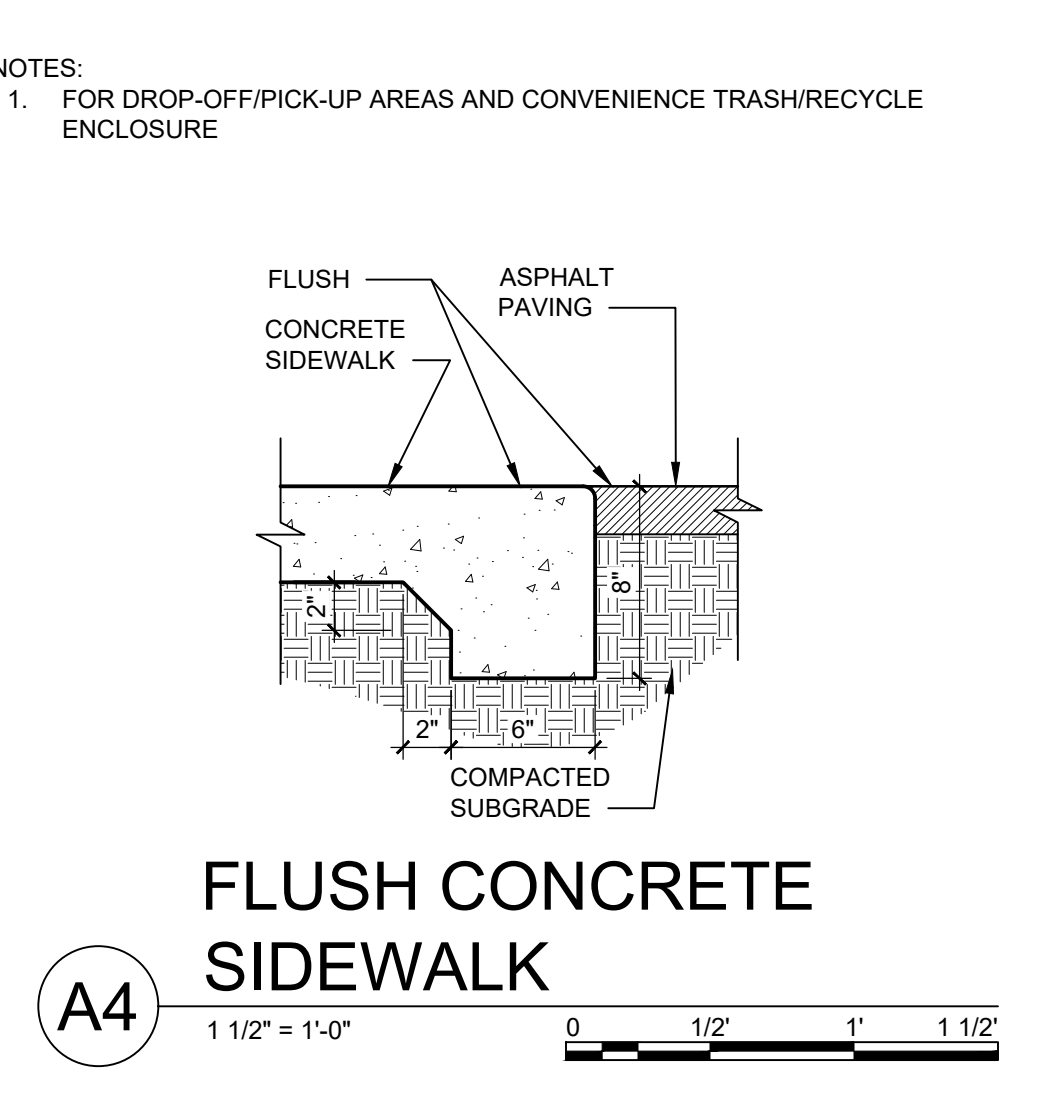 NOTES:
1. FOR DROP-OFF/PICK-UP AREAS AND CONVENIENCE TRASH/RECYCLE
ENCLOSURE
FLUSH
ASPHALT
PAVING
CONCRETE
SIDEWALK
8"
2"
2"
6"
COMPACTED
SUBGRADE
FLUSH CONCRETE
SIDEWALK
A4
1 1/2" = 1'-0"
0 1/2' 1' 1 1/2'